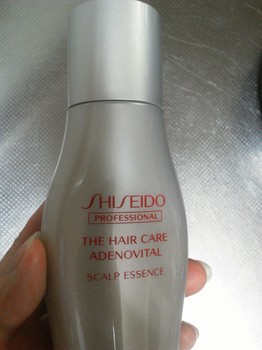 SHISEIDO
PROFESSIONAL
THE HAIR CARE
ADENOVITAL
SCALP ESSENCE